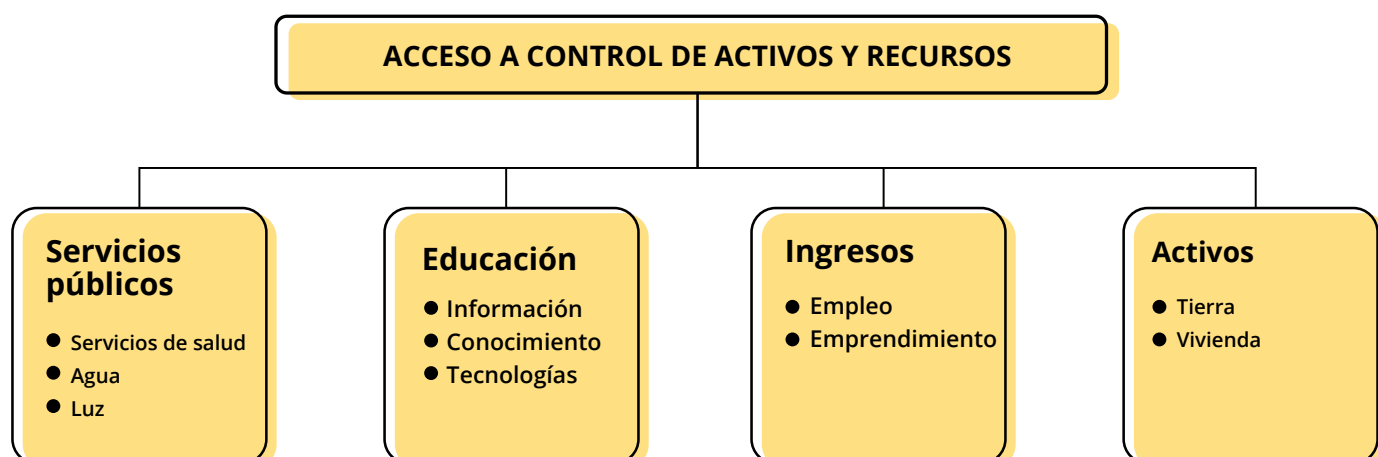 ACCESO A CONTROL DE ACTIVOS Y RECURSOS
Servicios
públicos
Servicios de salud
Agua
Luz
Educación
Información
Conocimiento
Tecnologías
Ingresos
Empleo
Emprendimiento
Activos
Tierra
Vivienda